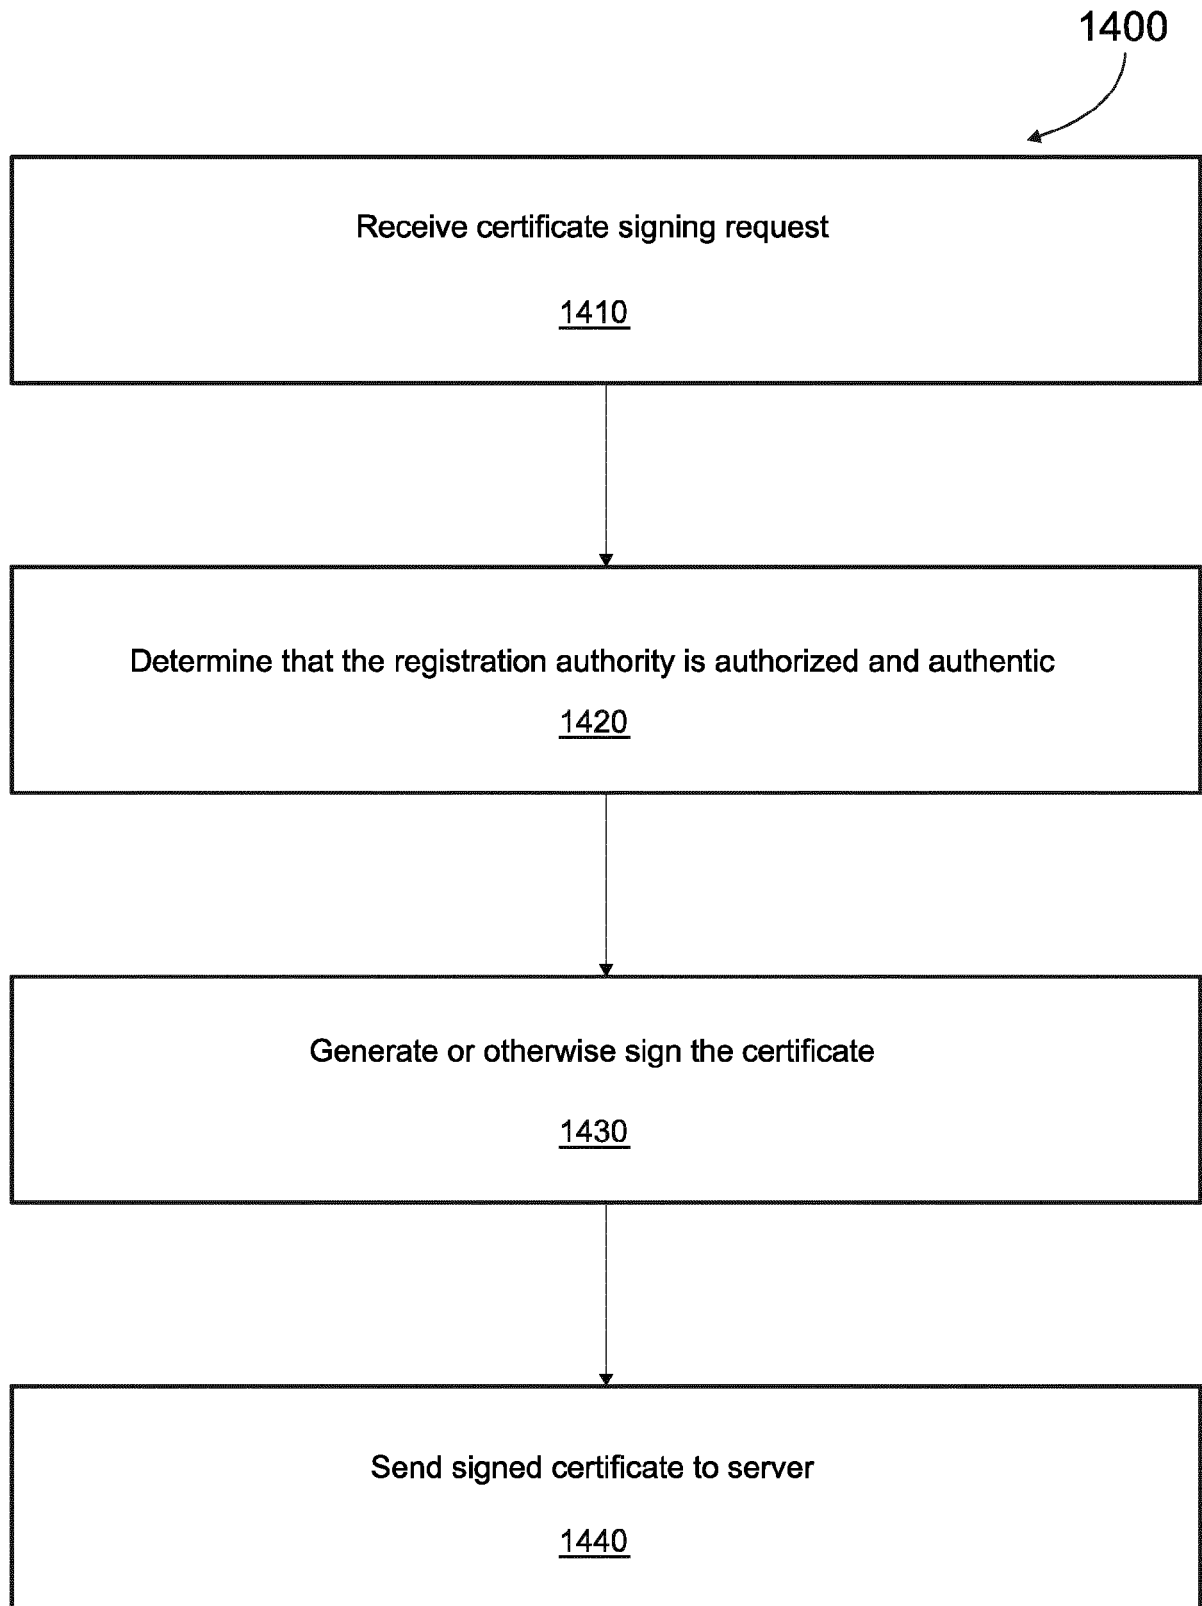 1400
Receive certificate signing request
1410
Determine that the registration authority is authorized and authentic
1420
Generate or otherwise sign the certificate
1430
Send signed certificate to server
1440